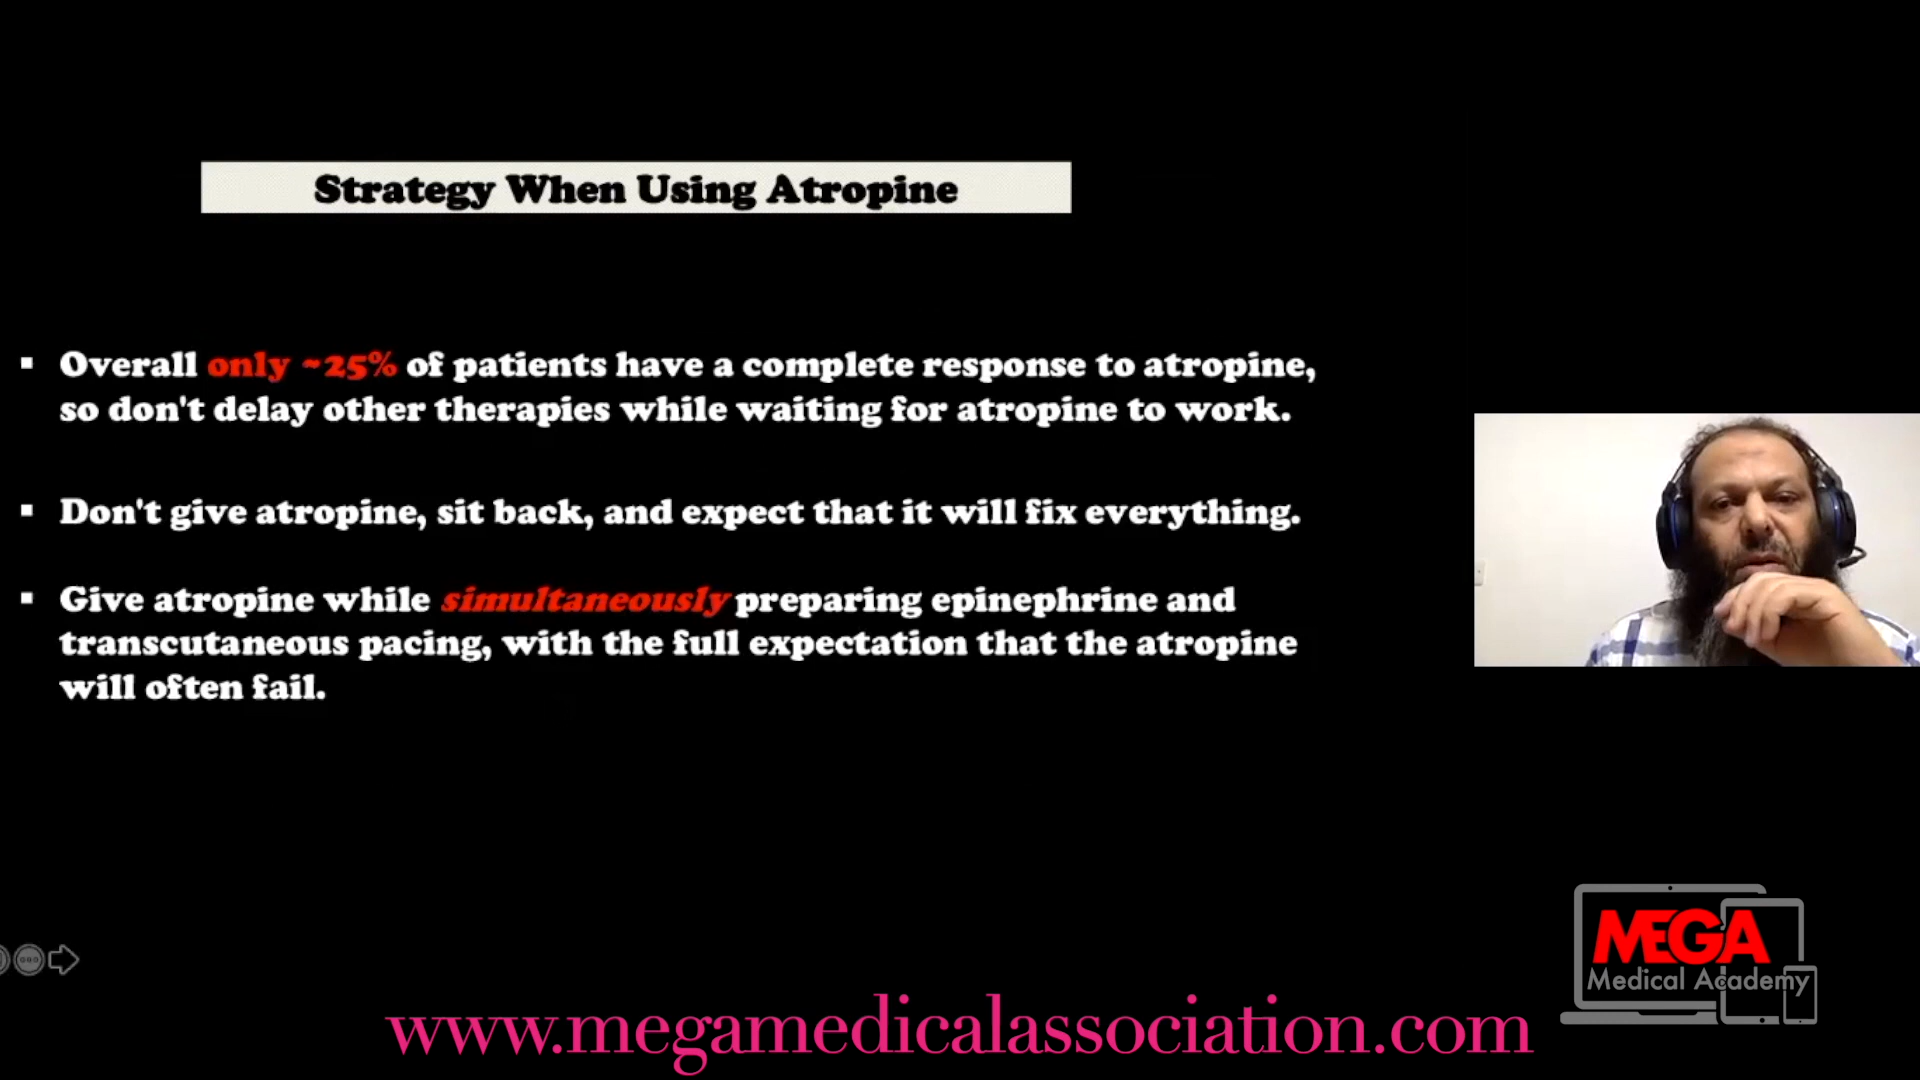 Strategy When Using Atropine
Overall only ~25% of patients have a complete response to atropine,
so don't delay other therapies while waiting for atropine to work.
Don't give atropine, sit back, and expect that it will fix everything.
Give atropine while simultaneously preparing epinephrine and
transcutaneous pacing, with the full expectation that the atropine
will often fail.
MEGA
Medical Academy
www.megamedicalassociation.com